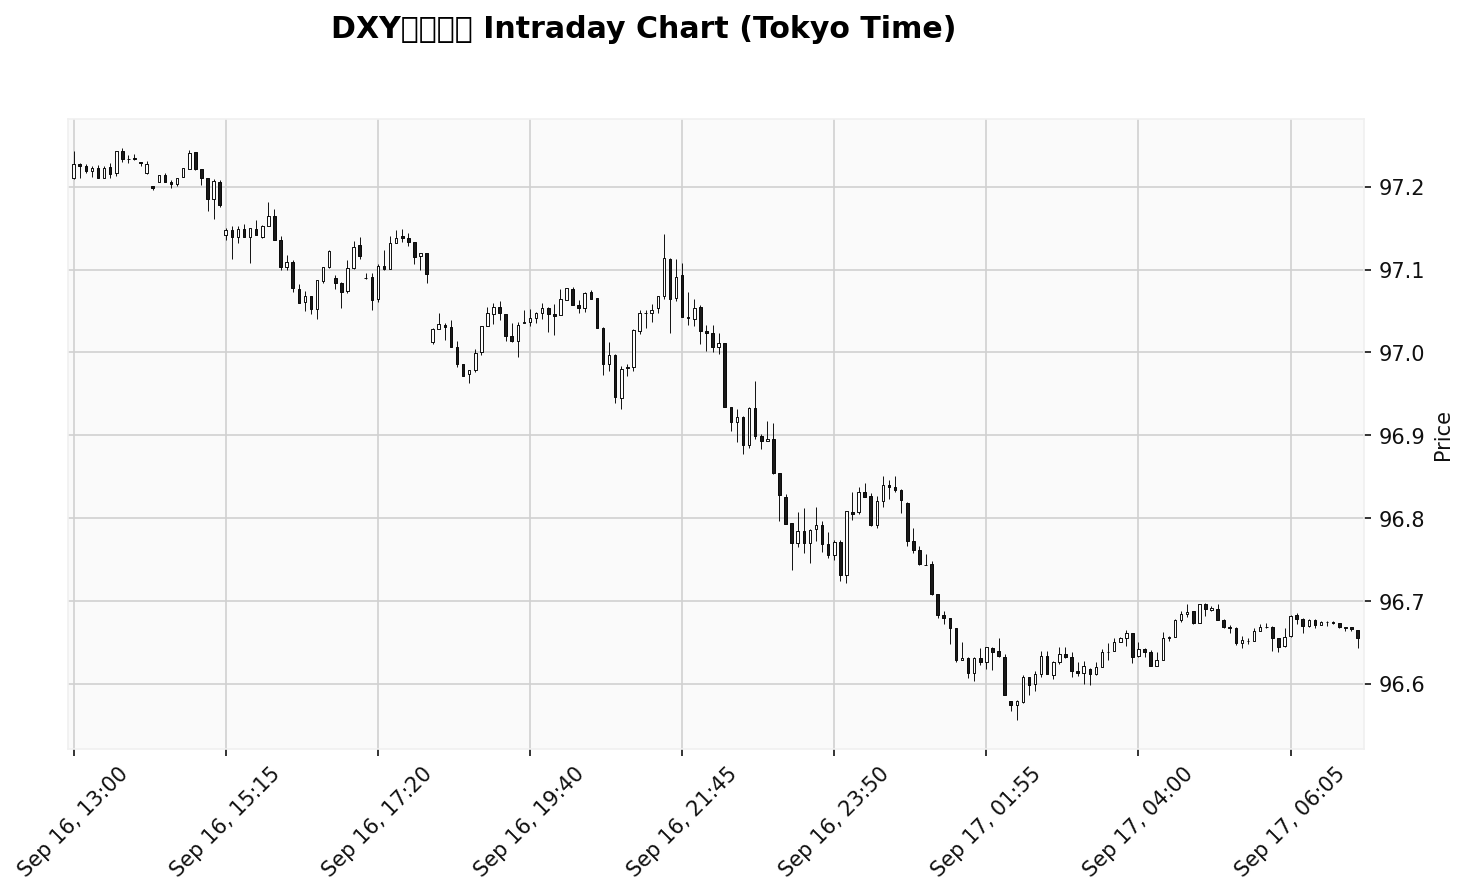 DXY Intraday Chart (Tokyo Time)
97.2
97.1
97.0
96.9
96.8
96.7
96.6
Price
Sep 16, 13:00
Sep 16, 15:15
Sep 16, 17:20
Sep 16, 19:40
Sep 16, 21:45
Sep 16, 23:50
Sep 17, 01:55
Sep 17, 04:00
Sep 17, 06:05